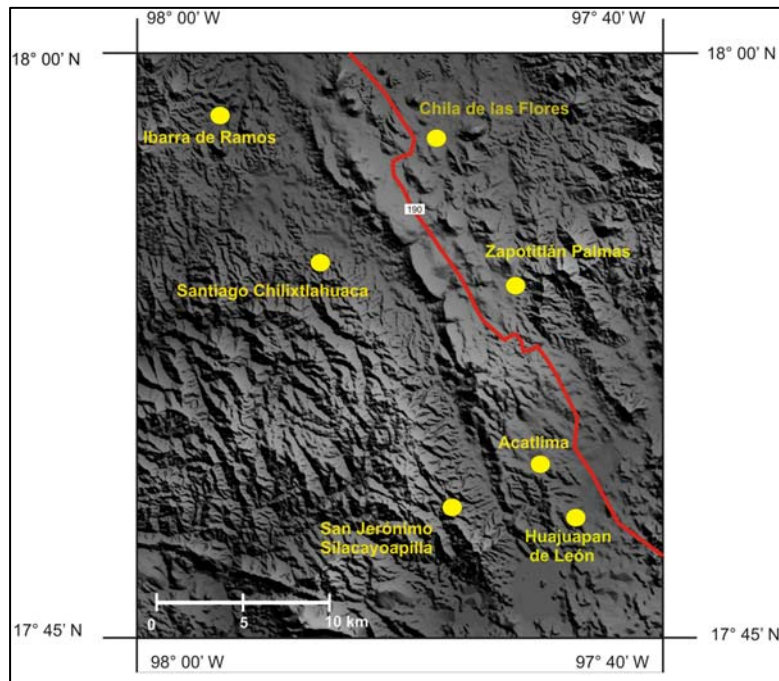 98° 00’ W
97° 40’ W
18° 00’ N
18° 00’ N
Chila de las Flores
Ibarra de Ramos
190
Zapotitlán Palmas
Santiago Chilixtlahuaca
Acatlima
San Jerónimo
Silacayoapilla
Huajuapan
de León
0
5
10 km
17° 45’ N
17° 45’ N
98° 00’ W
97° 40’ W